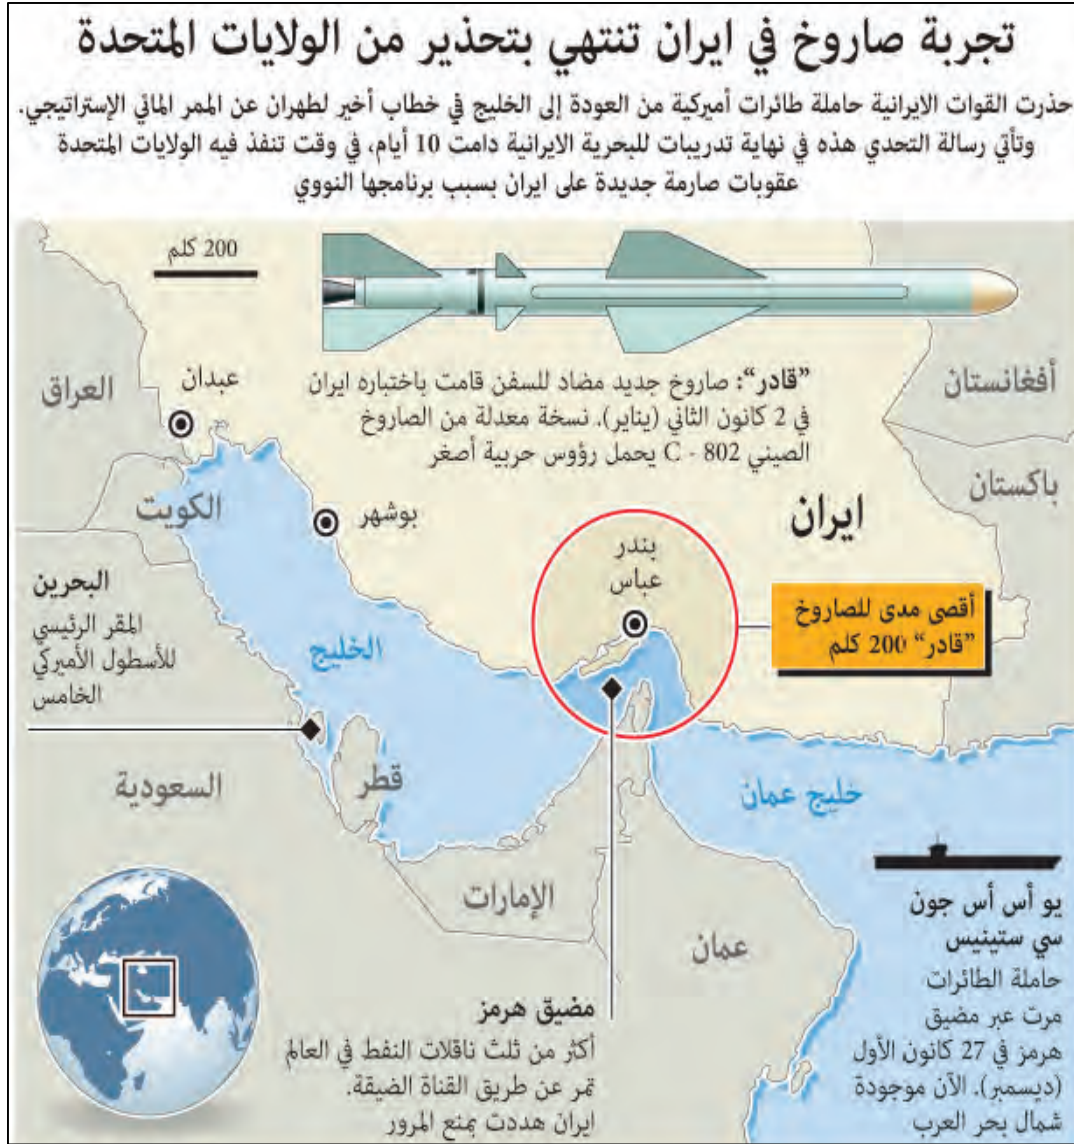 تجربة صاروخ في ايران تنتهي بتحذير من الولايات المتحدة
حذرت القوات الايرانية حاملة طائرات أميركية من العودة إلى الخليج في خطاب أخير لطهران عن الممر المائي الإستراتيجي.
وتأتي رسالة التحدي هذه في نهاية تدريبات للبحرية الايرانية دامت 10 أيام، في وقت تنفذ فيه الولايات المتحدة
عقوبات صارمة جديدة على ايران بسبب برنامجها النووي
200 كلم
"قادر": صاروخ جديد مضاد للسفن قامت باختباره ايران
في 2 كانون الثاني (يناير). نسخة معدلة من الصاروخ
الصيني C - 802 يحمل رؤوس حربية أصغر
أفغانستان
العراق
عبدان
باكستان
الكويت
بوشهر
ايران
بندر
عباس
أقصى مدى للصاروخ
"قادر" 200 كلم
البحرين
المقر الرئيسي
للأسطول الأميركي
الخامس
الخليج
قطر
السعودية
خليج عمان
الإمارات
عمان
يو أس أس جون
سي ستينيس
حاملة الطائرات
مرت عبر مضيق
هرمز في 27 كانون الأول
(ديسمبر). الآن موجودة
شمال بحر العرب
مضيق هرمز
أكثر من ثلث ناقلات النفط في العالم
تمر عن طريق القناة الضيقة.
ايران هددت بمنع المرور